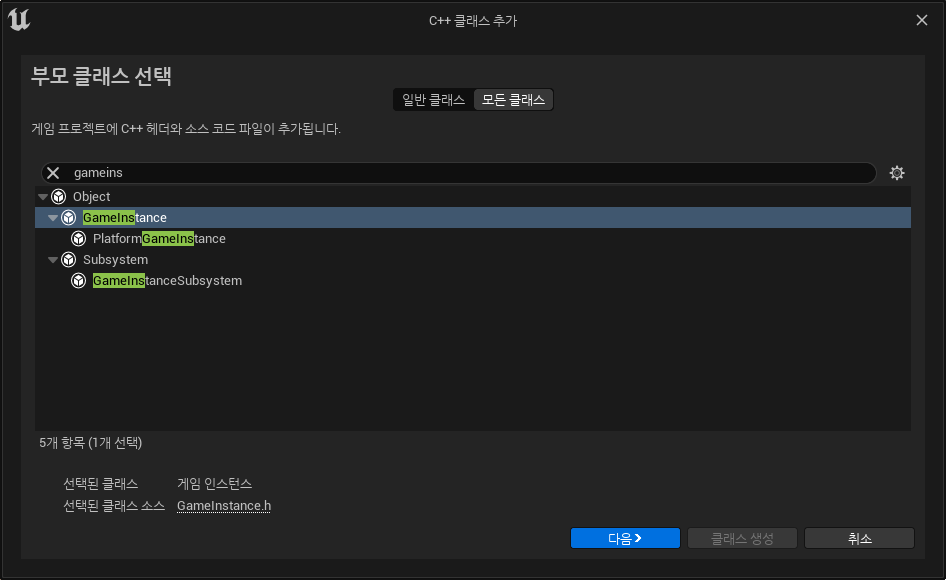 C++ 클래스 추가
부모 클래스 선택
일반 클래스 모든 클래스
게임 프로젝트에 C++ 헤더와 소스 코드 파일이 추가됩니다.
gameins
Object
GameInstance
PlatformGameInstance
Subsystem
GameInstanceSubsystem
5개 항목 (1개 선택)
선택된 클래스 게임 인스턴스
선택된 클래스 소스 GameInstance.h
다음 클래스 생성 취소